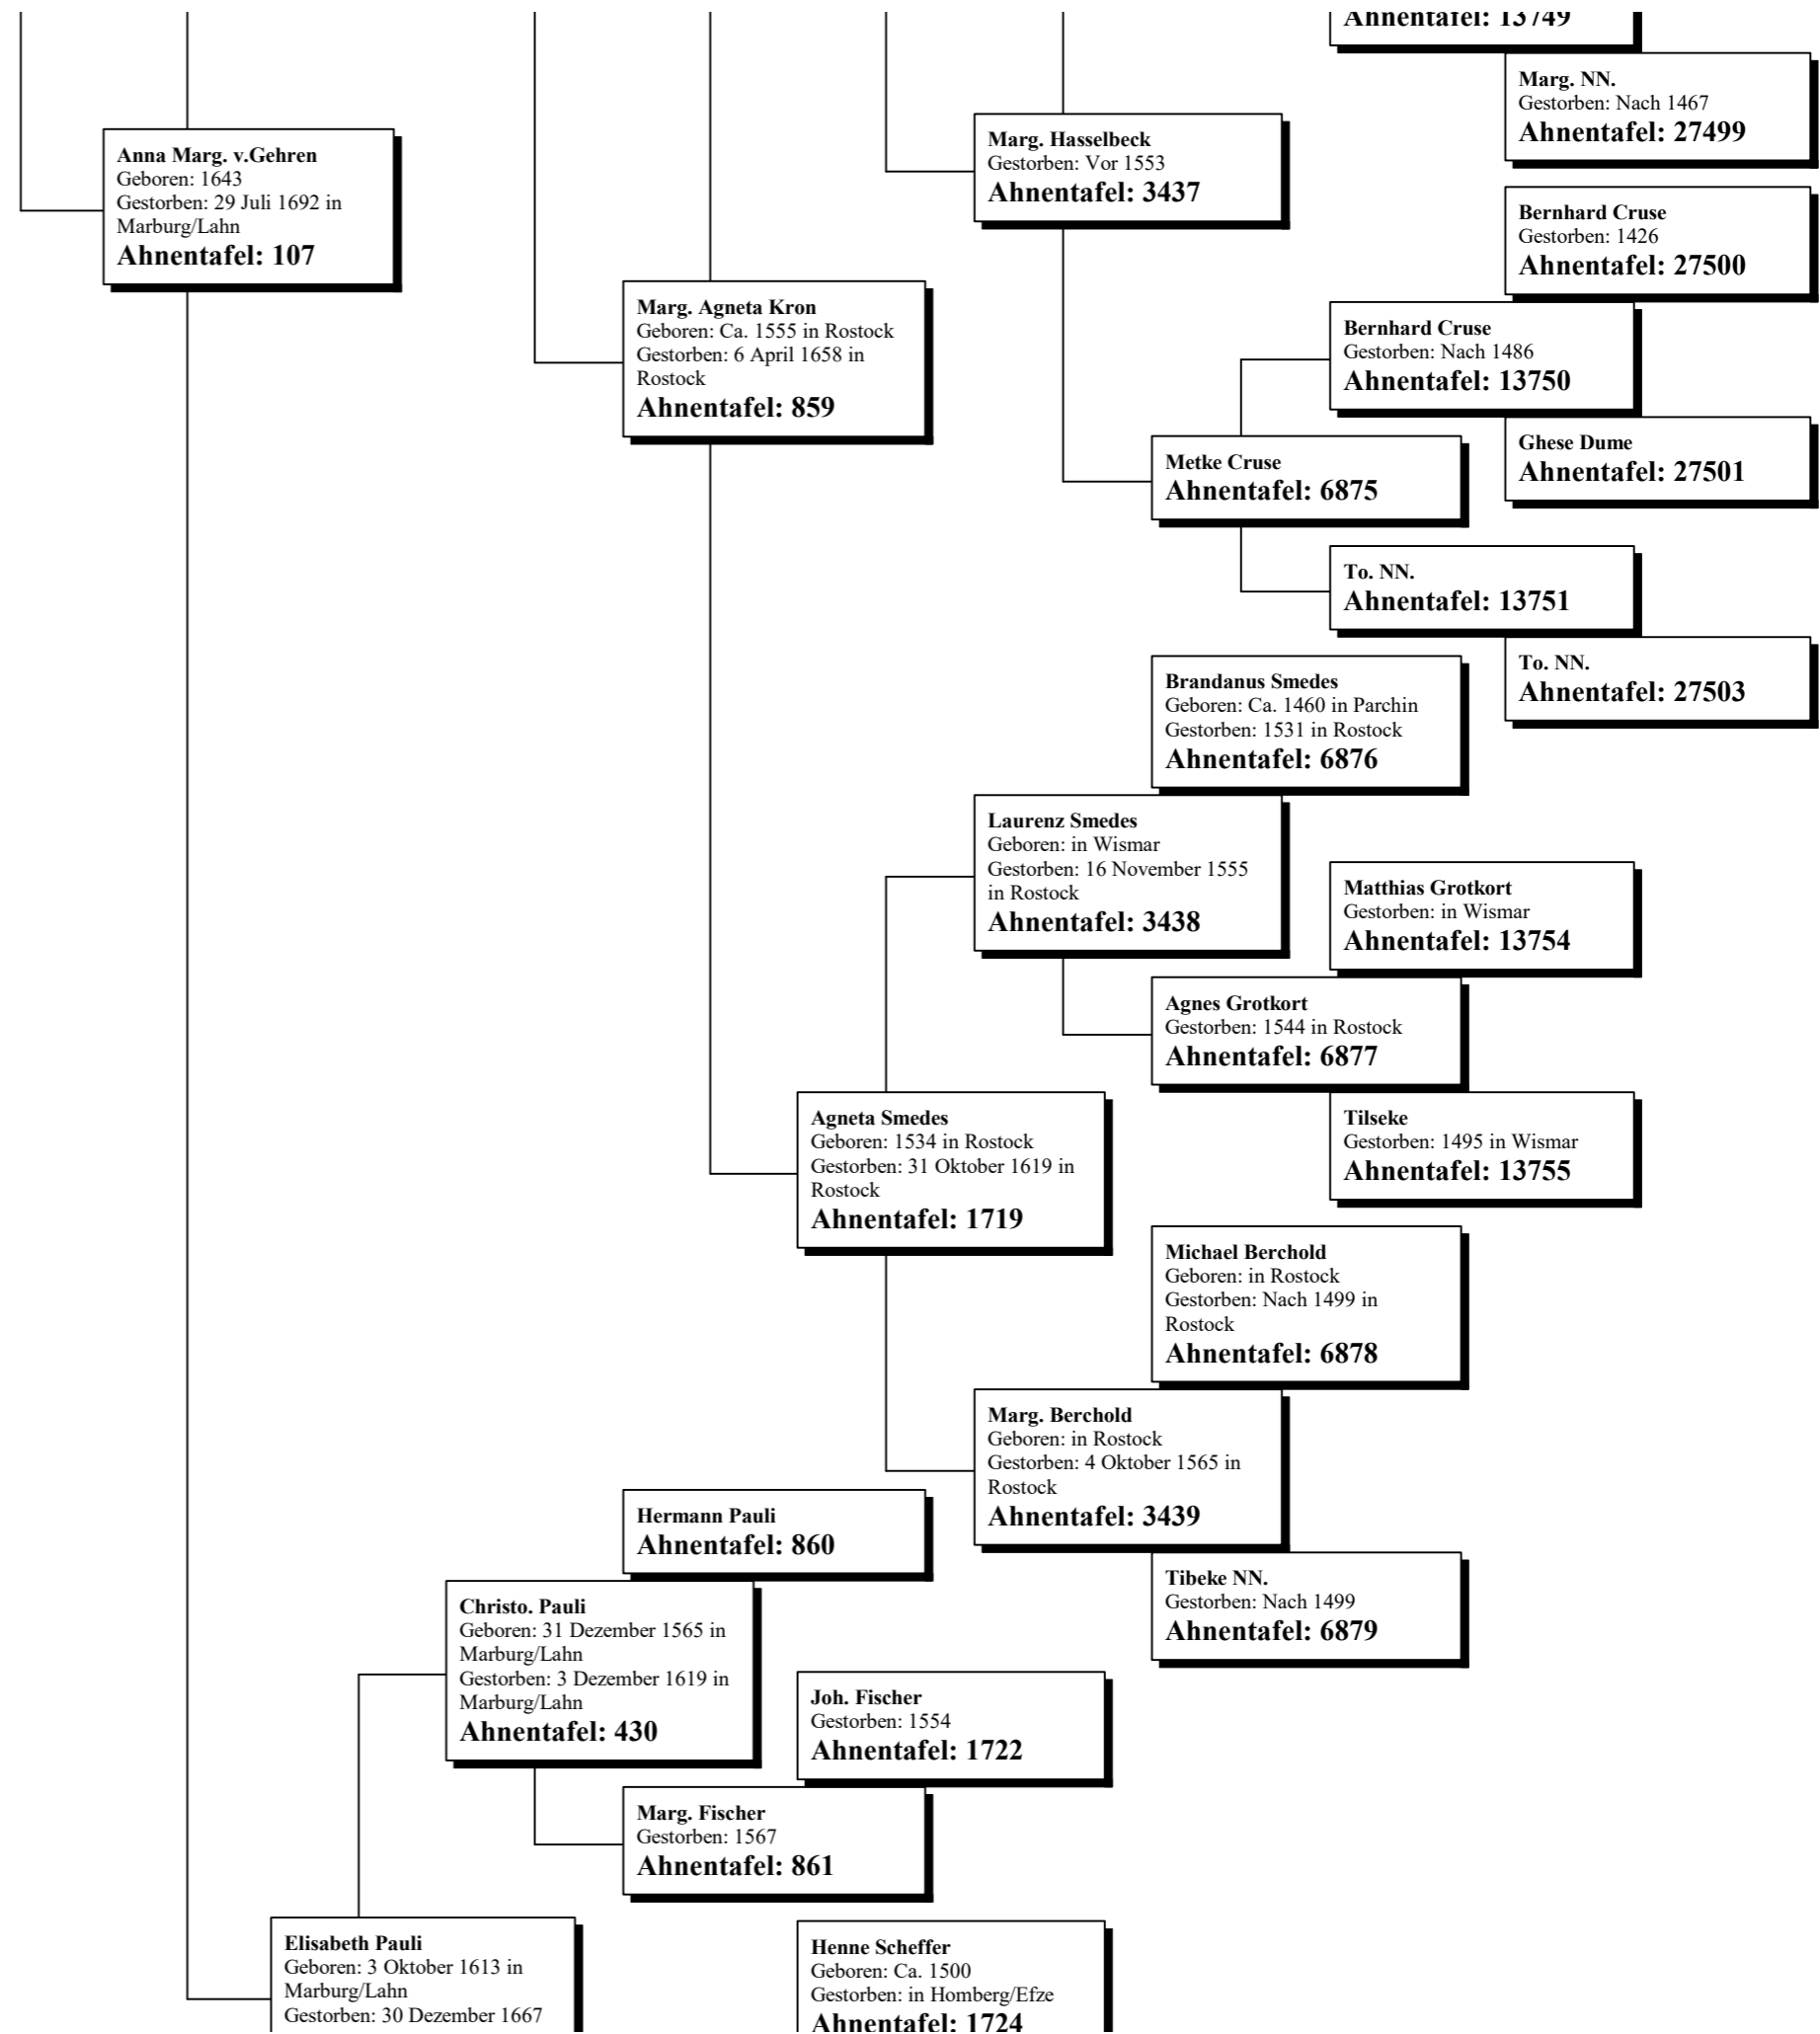 Ahnentafel: 13749
Marg. NN.
Gestorben: Nach 1467
Ahnentafel: 27499
Marg. Hasselbeck
Gestorben: Vor 1553
Ahnentafel: 3437
Anna Marg. v.Gehren
Geboren: 1643
Gestorben: 29 Juli 1692 in
Marburg/Lahn
Ahnentafel: 107
Bernhard Cruse
Gestorben: 1426
Ahnentafel: 27500
Marg. Agneta Kron
Geboren: Ca. 1555 in Rostock
Gestorben: 6 April 1658 in
Rostock
Ahnentafel: 859
Bernhard Cruse
Gestorben: Nach 1486
Ahnentafel: 13750
Ghese Dume
Ahnentafel: 27501
Metke Cruse
Ahnentafel: 6875
To. NN.
Ahnentafel: 13751
To. NN.
Ahnentafel: 27503
Brandanus Smedes
Geboren: Ca. 1460 in Parchin
Gestorben: 1531 in Rostock
Ahnentafel: 6876
Laurenz Smedes
Geboren: in Wismar
Gestorben: 16 November 1555
in Rostock
Ahnentafel: 3438
Matthias Grotkort
Gestorben: in Wismar
Ahnentafel: 13754
Agnes Grotkort
Gestorben: 1544 in Rostock
Ahnentafel: 6877
Agneta Smedes
Geboren: 1534 in Rostock
Gestorben: 31 Oktober 1619 in
Rostock
Ahnentafel: 1719
Tilseke
Gestorben: 1495 in Wismar
Ahnentafel: 13755
Michael Berchold
Geboren: in Rostock
Gestorben: Nach 1499 in
Rostock
Ahnentafel: 6878
Marg. Berchold
Geboren: in Rostock
Gestorben: 4 Oktober 1565 in
Rostock
Ahnentafel: 3439
Hermann Pauli
Ahnentafel: 860
Tibeke NN.
Gestorben: Nach 1499
Ahnentafel: 6879
Christo. Pauli
Geboren: 31 Dezember 1565 in
Marburg/Lahn
Gestorben: 3 Dezember 1619 in
Marburg/Lahn
Ahnentafel: 430
Joh. Fischer
Gestorben: 1554
Ahnentafel: 1722
Marg. Fischer
Gestorben: 1567
Ahnentafel: 861
Elisabeth Pauli
Geboren: 3 Oktober 1613 in
Marburg/Lahn
Gestorben: 30 Dezember 1667
Henne Scheffer
Geboren: Ca. 1500
Gestorben: in Homberg/Efze
Ahnentafel: 1724